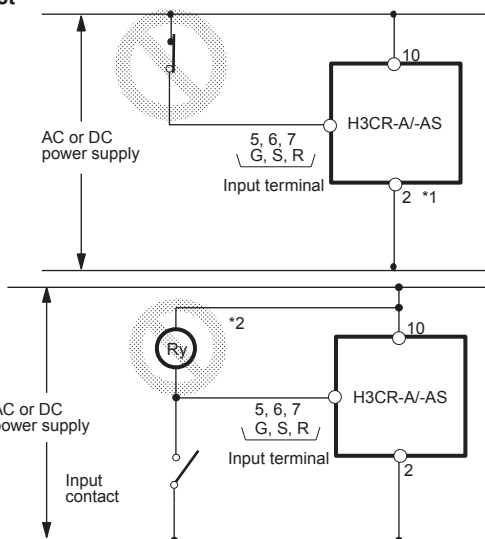 10
H3CR-A/-AS
AC or DC
power supply
5, 6, 7
G, S, R
Input terminal
2 *1
*2
10
Ry
H3CR-A/-AS
AC or DC
power supply
5, 6, 7
G, S, R
Input terminal
2
Input
contact